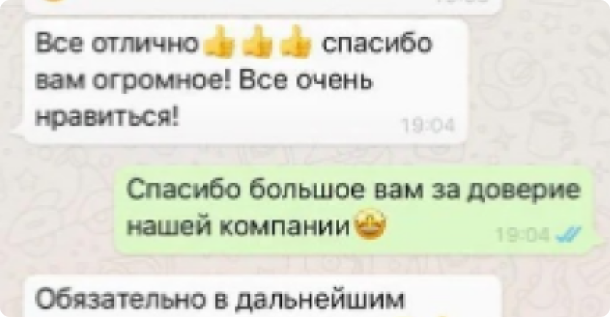 Все отлично👍👍👍 спасибо
вам огромное! Все очень
нравиться!
19:04
Спасибо большое вам за доверие
нашей компании🤩
19:04
Обязательно в дальнейшим